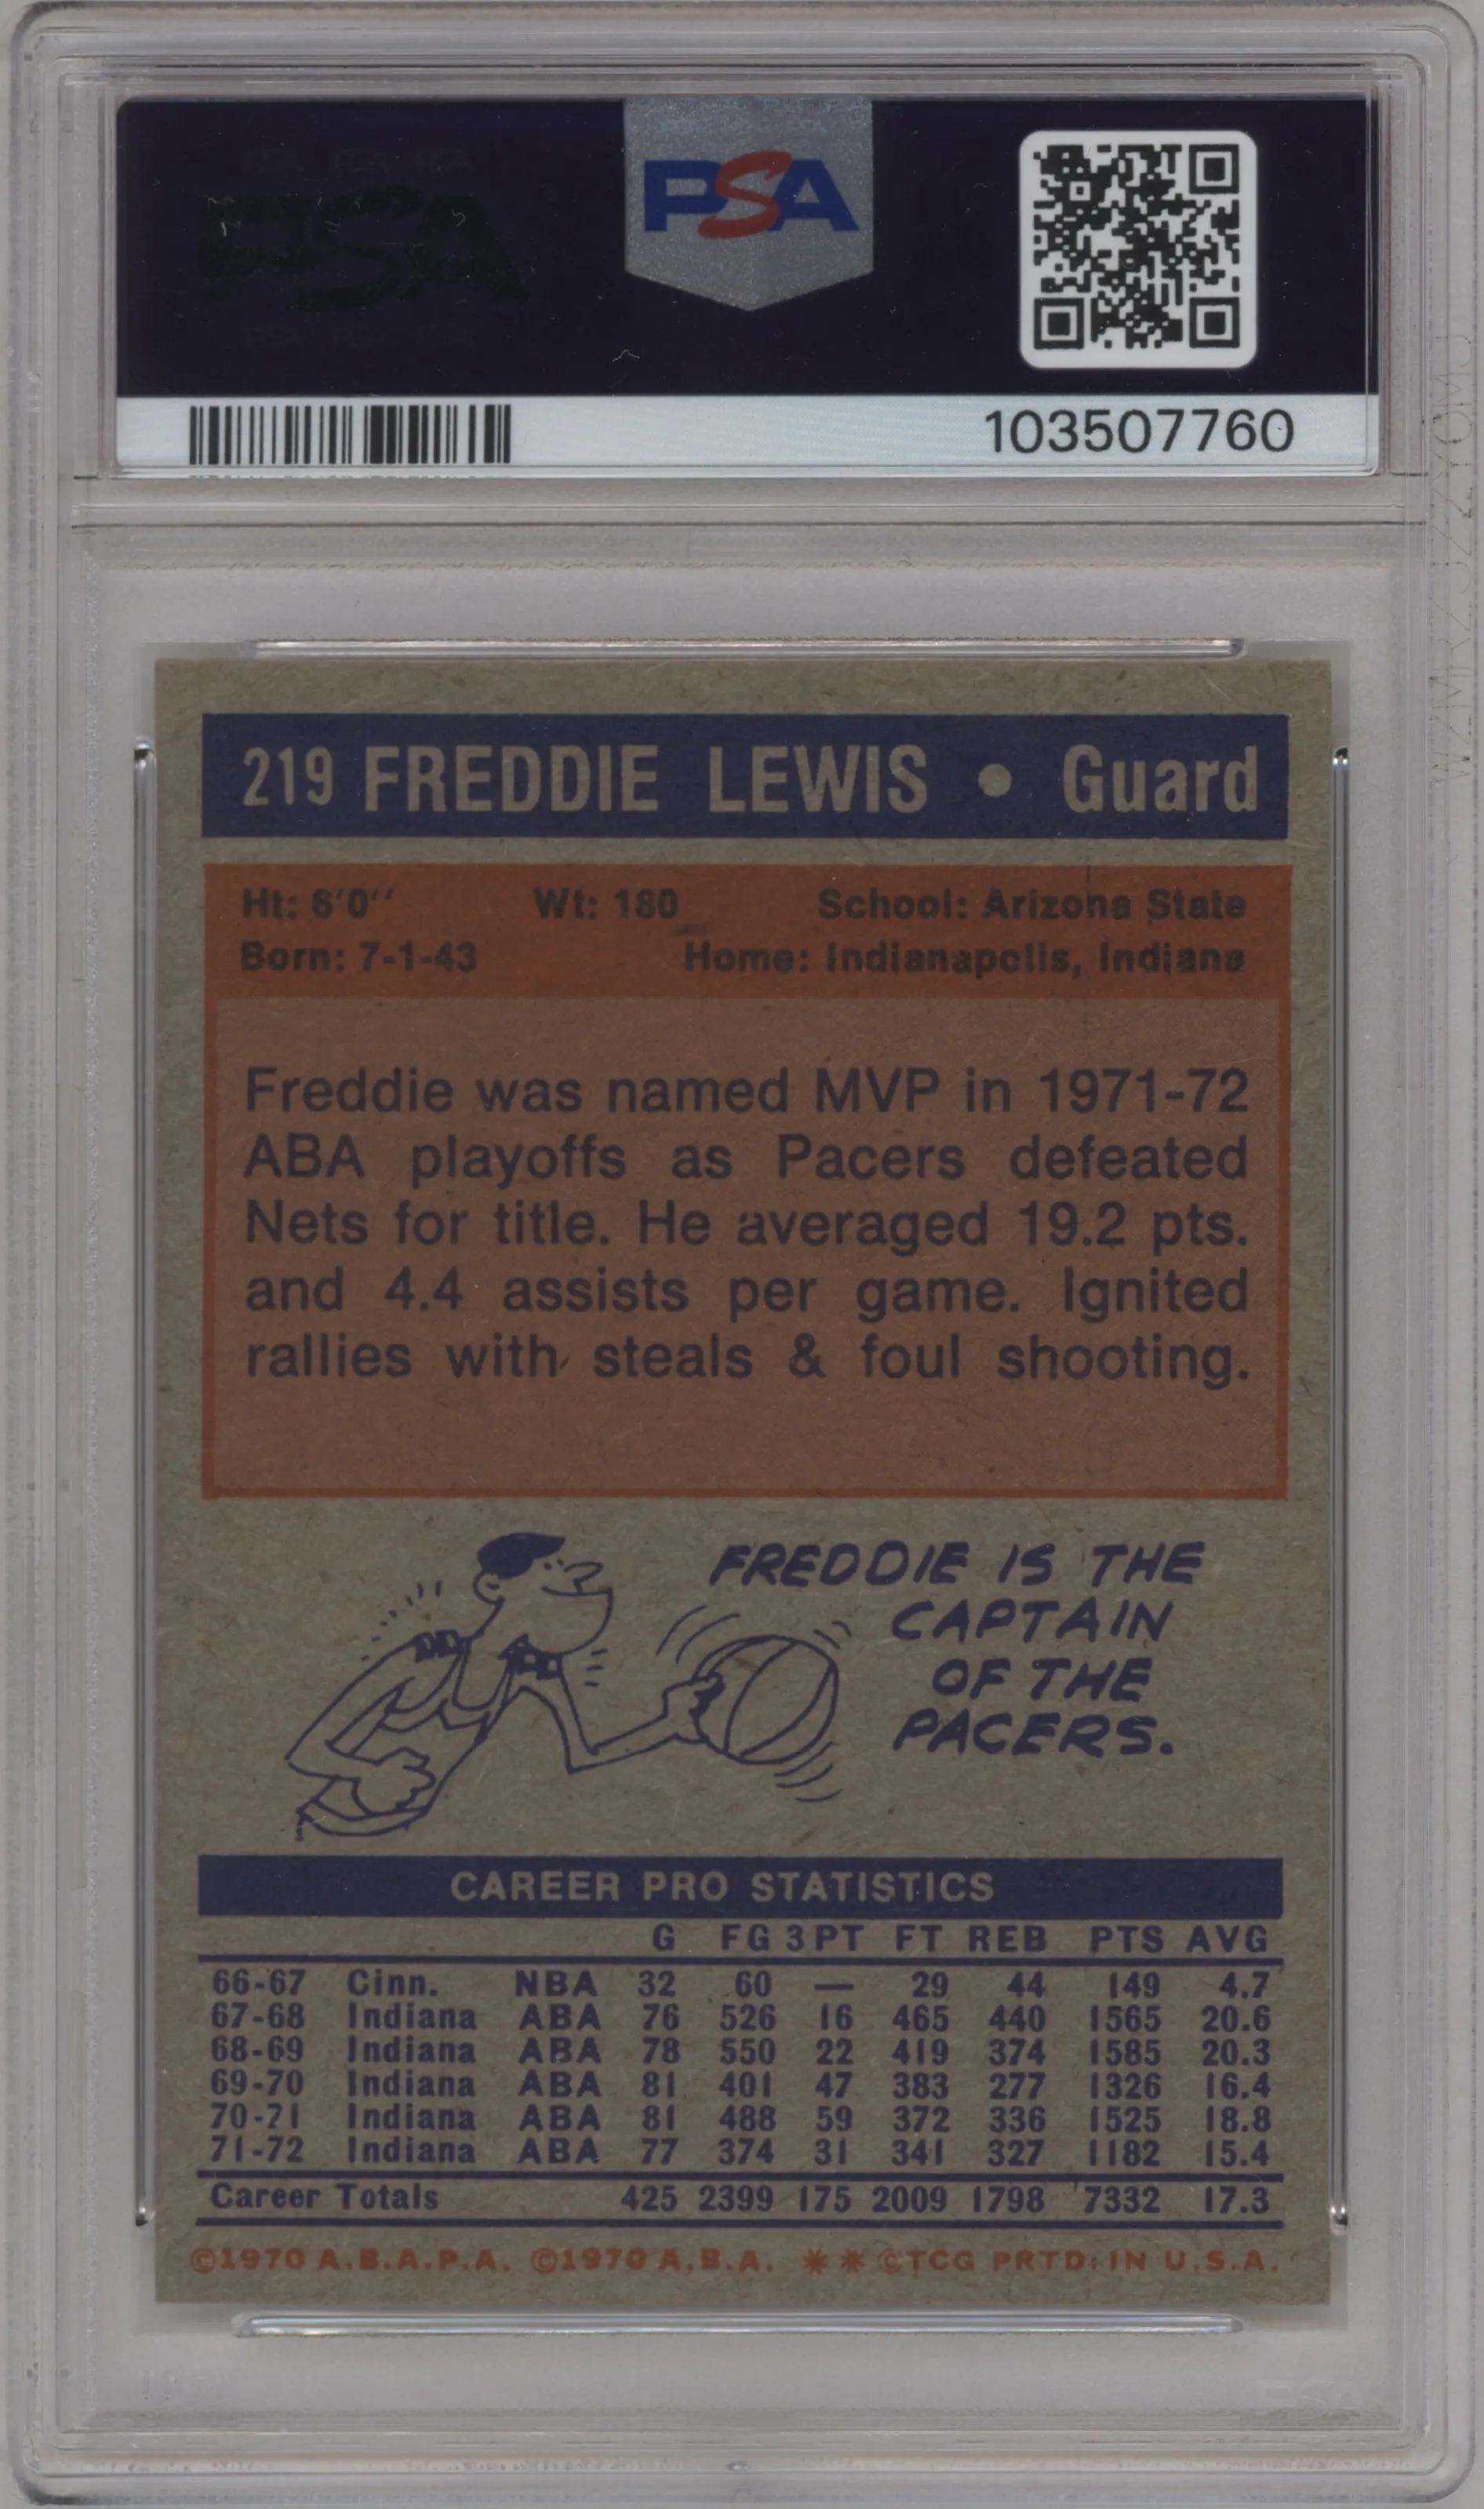 PSA
103507760
219 FREDDIE LEWIS • Guard
Ht: 6'0" Wt: 180 School: Arizona State
Born: 7-1-43 Home: Indianapolis, Indiana
Freddie was named MVP in 1971-72
ABA playoffs as Pacers defeated
Nets for title. He averaged 19.2 pts.
and 4.4 assists per game. Ignited
rallies with steals & foul shooting.
FREDDIE IS THE
CAPTAIN
OF THE
PACERS.
CAREER PRO STATISTICS
G FG 3PT FT REB PTS AVG
66-67 Cinn. NBA 32 60 — 29 44 149 4.7
67-68 Indiana ABA 76 526 16 465 440 1565 20.6
68-69 Indiana ABA 78 550 22 419 374 1585 20.3
69-70 Indiana ABA 81 401 47 383 277 1326 16.4
70-71 Indiana ABA 81 488 59 372 336 1525 18.8
71-72 Indiana ABA 77 374 31 341 327 1182 15.4
Career Totals 425 2399 175 2009 1798 7332 17.3
©1970 A.B.A.P.A. ©1970 A.B.A. ** ©TCG PRTD. IN U.S.A.